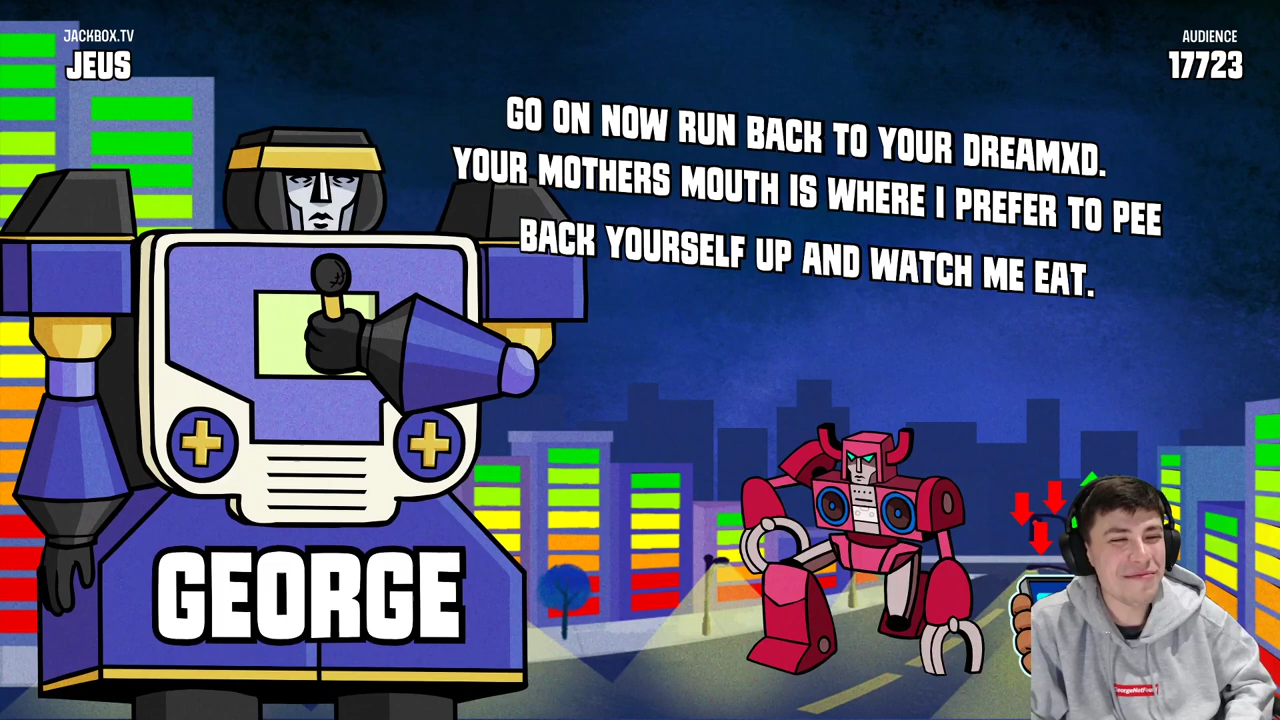 JACKBOX.TV
JEUS
AUDIENCE
17723
GO ON NOW RUN BACK TO YOUR DREAMXD.
YOUR MOTHERS MOUTH IS WHERE I PREFER TO PEE
BACK YOURSELF UP AND WATCH ME EAT.
GEORGE